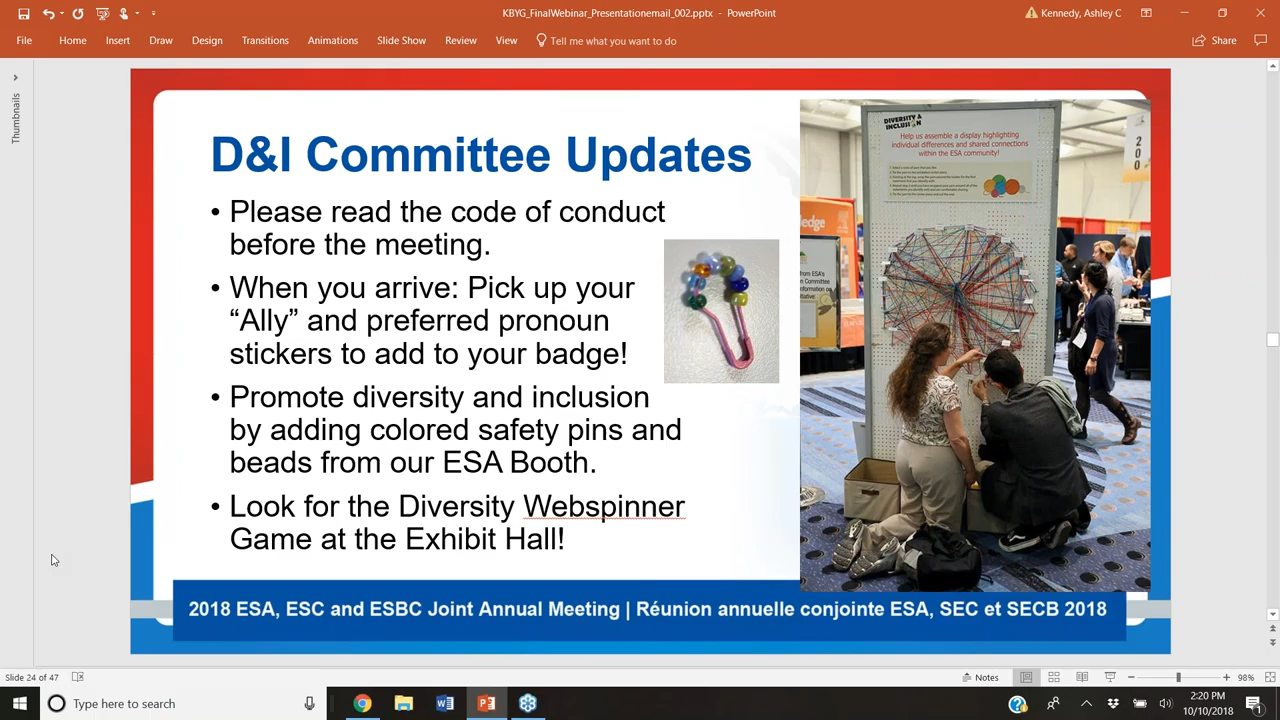 KBYG_FinalWebinar_Presentationemail_002.pptx - PowerPoint
Kennedy, Ashley C
File Home Insert Draw Design Transitions Animations Slide Show Review View Tell me what you want to do
Share
Thumbnails
D&I Committee Updates
• Please read the code of conduct
before the meeting.
• When you arrive: Pick up your
“Ally” and preferred pronoun
stickers to add to your badge!
• Promote diversity and inclusion
by adding colored safety pins and
beads from our ESA Booth.
• Look for the Diversity Webspinner
Game at the Exhibit Hall!
DIVERSITY &
INCLUSION
Help us assemble a display highlighting
individual differences and shared connections
within the ESA community!
200
2018 ESA, ESC and ESBC Joint Annual Meeting | Réunion annuelle conjointe ESA, SEC et SECB 2018
Slide 24 of 47
Notes
98%
Type here to search
2:20 PM
10/10/2018